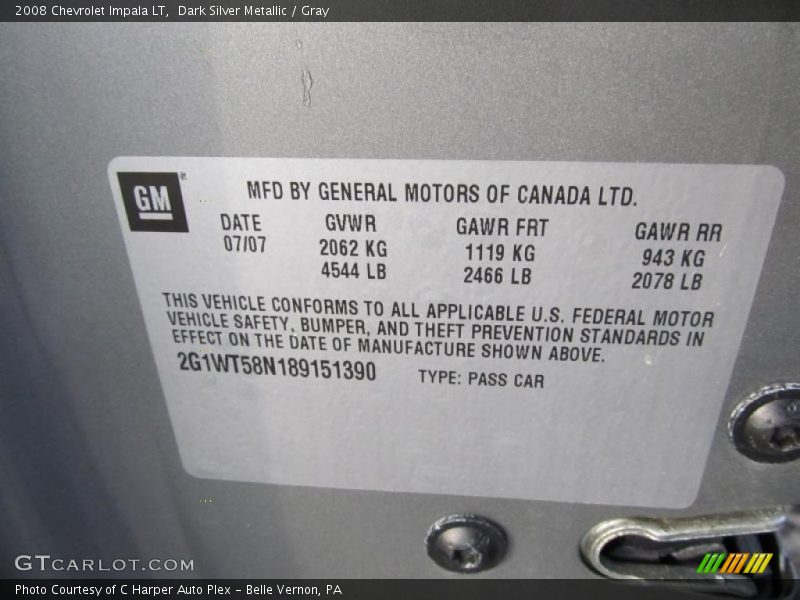 2008 Chevrolet Impala LT,  Dark Silver Metallic / Gray
GM®
MFD BY GENERAL MOTORS OF CANADA LTD.
DATE GVWR GAWR FRT GAWR RR
07/07 2062 KG 1119 KG 943 KG
4544 LB 2466 LB 2078 LB
THIS VEHICLE CONFORMS TO ALL APPLICABLE U.S. FEDERAL MOTOR
VEHICLE SAFETY, BUMPER, AND THEFT PREVENTION STANDARDS IN
EFFECT ON THE DATE OF MANUFACTURE SHOWN ABOVE.
2G1WT58N189151390 TYPE: PASS CAR
GTCARLOT.COM
Photo Courtesy of C Harper Auto Plex - Belle Vernon, PA